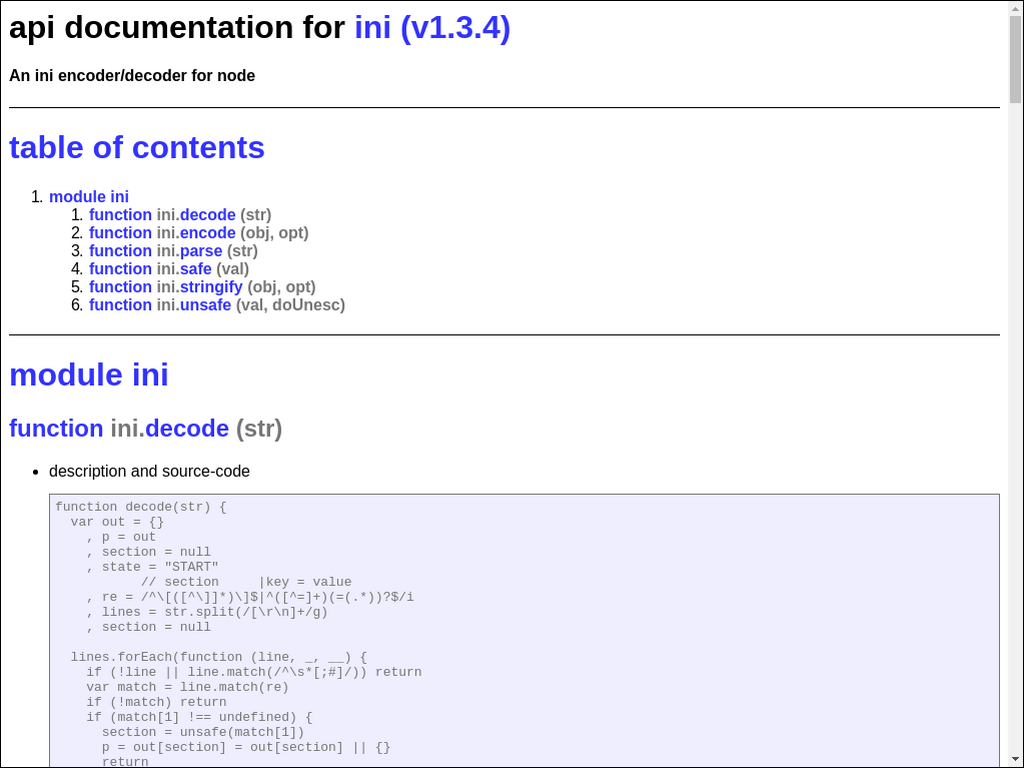 api documentation for ini (v1.3.4)
An ini encoder/decoder for node
table of contents
1. module ini
1. function ini.decode (str)
2. function ini.encode (obj, opt)
3. function ini.parse (str)
4. function ini.safe (val)
5. function ini.stringify (obj, opt)
6. function ini.unsafe (val, doUnesc)
module ini
function ini.decode (str)
• description and source-code
function decode(str) {
  var out = {}
    , p = out
    , section = null
    , state = "START"
           // section     |key = value
    , re = /^\[([^\]]*)\]$|^([^=]+)(=(.*))?$/i
    , lines = str.split(/[\r\n]+/g)
    , section = null
  lines.forEach(function (line, _, __) {
    if (!line || line.match(/^\s*[;#]/)) return
    var match = line.match(re)
    if (!match) return
    if (match[1] !== undefined) {
      section = unsafe(match[1])
      p = out[section] = out[section] || {}
      return